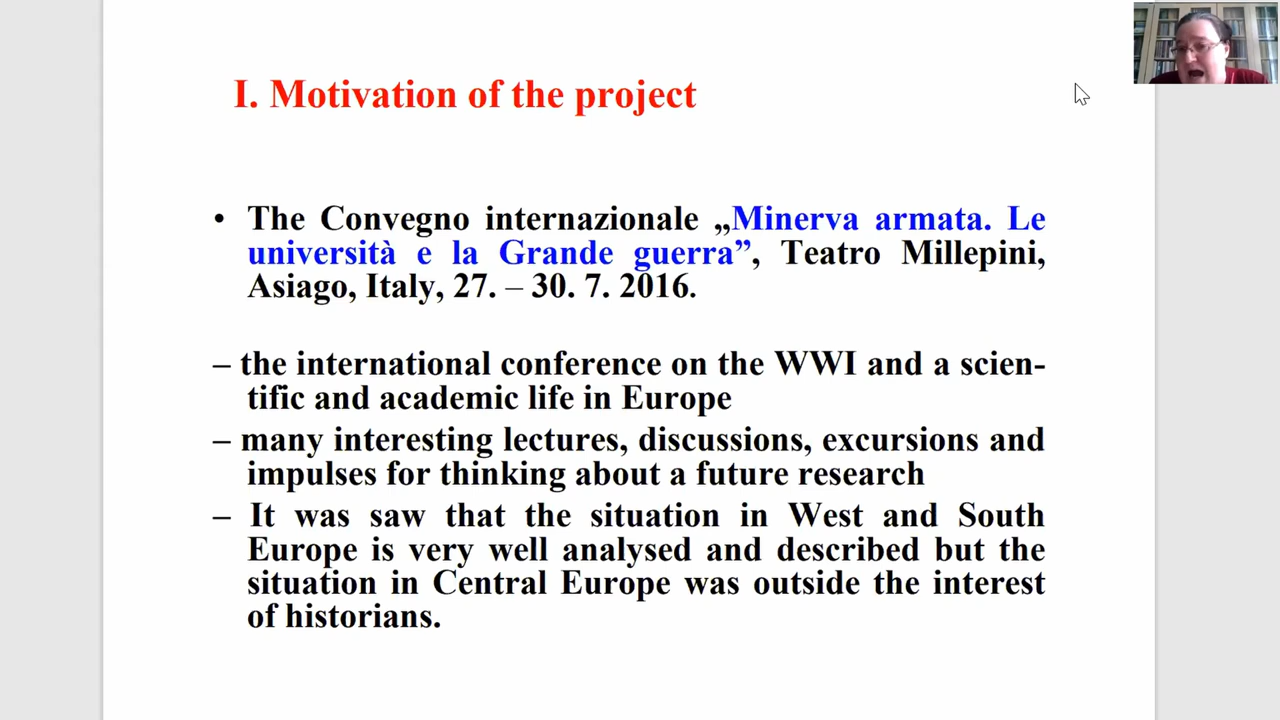 I. Motivation of the project
• The Convegno internazionale „Minerva armata. Le
università e la Grande guerra”, Teatro Millepini,
Asiago, Italy, 27. – 30. 7. 2016.
– the international conference on the WWI and a scien-
tific and academic life in Europe
– many interesting lectures, discussions, excursions and
impulses for thinking about a future research
– It was saw that the situation in West and South
Europe is very well analysed and described but the
situation in Central Europe was outside the interest
of historians.